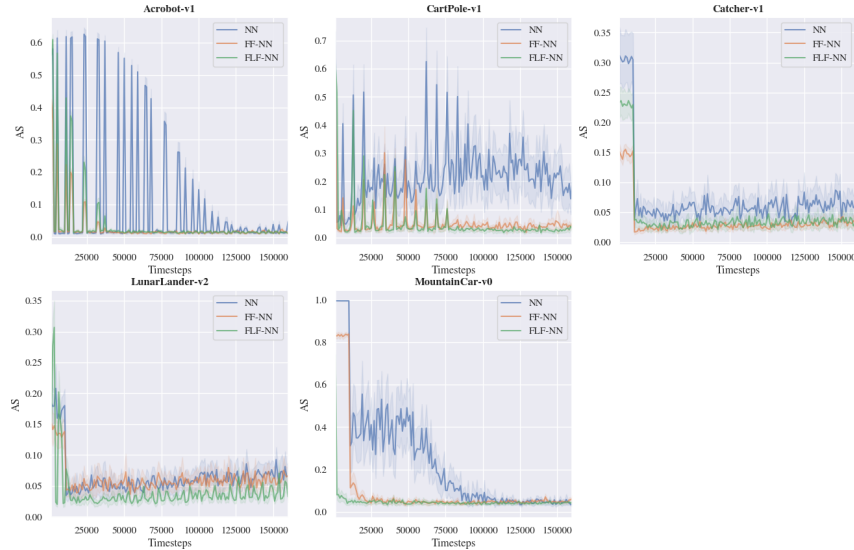 Acrobot-v1
NN
FF-NN
FLF-NN
0.6
0.5
0.4
0.3
0.2
0.1
0.0
AS
25000 50000 75000 100000 125000 150000
Timesteps
CartPole-v1
NN
FF-NN
FLF-NN
0.7
0.6
0.5
0.4
0.3
0.2
0.1
0.0
AS
25000 50000 75000 100000 125000 150000
Timesteps
Catcher-v1
NN
FF-NN
FLF-NN
0.35
0.30
0.25
0.20
0.15
0.10
0.05
0.00
AS
25000 50000 75000 100000 125000 150000
Timesteps
LunarLander-v2
NN
FF-NN
FLF-NN
0.35
0.30
0.25
0.20
0.15
0.10
0.05
0.00
AS
25000 50000 75000 100000 125000 150000
Timesteps
MountainCar-v0
NN
FF-NN
FLF-NN
1.0
0.8
0.6
0.4
0.2
0.0
AS
25000 50000 75000 100000 125000 150000
Timesteps